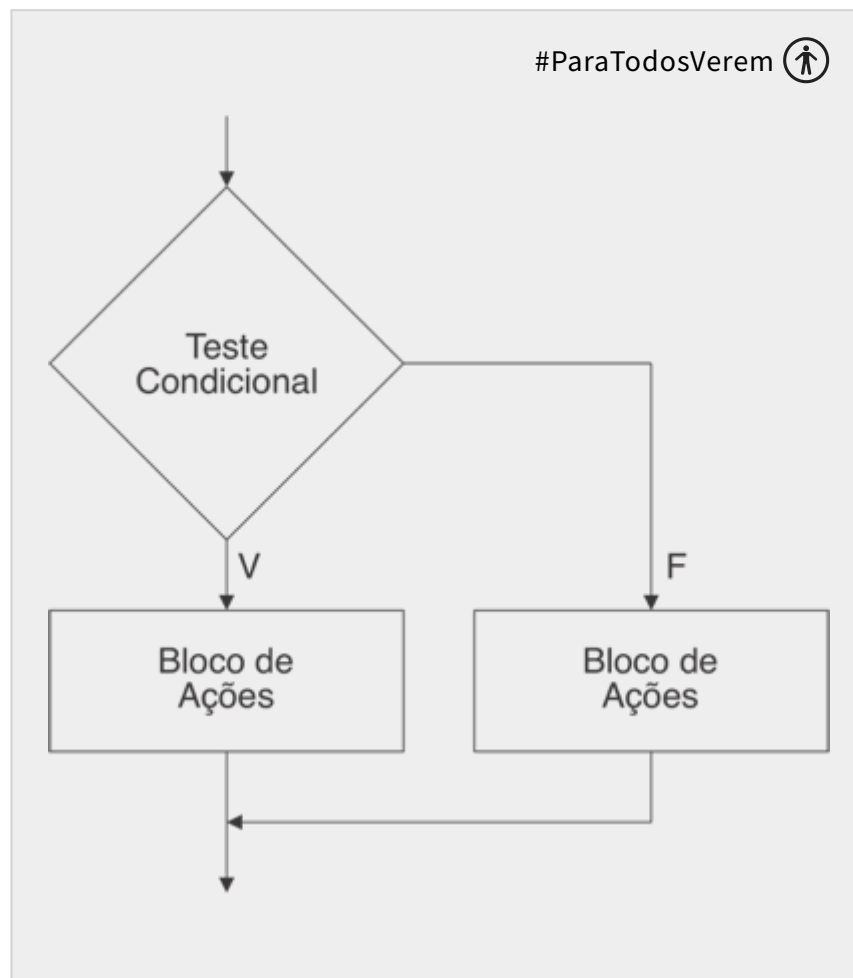 #ParaTodosVerem
Teste
Condicional
V
F
Bloco de
Ações
Bloco de
Ações